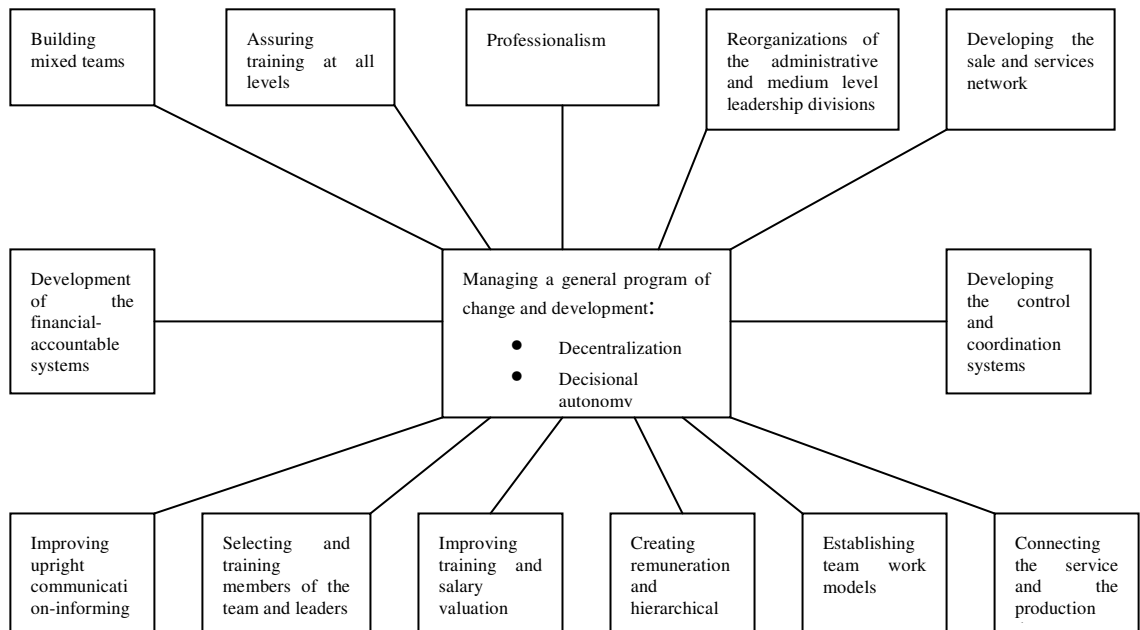 Building
mixed teams
Assuring
training at all
levels
Professionalism
Reorganizations of
the administrative
and medium level
leadership divisions
Developing the
sale and services
network
Development
of the
financial-
accountable
systems
Managing a general program of
change and development:
• Decentralization
• Decisional
autonomy
Developing
the control
and
coordination
systems
Improving
upright
communicati
on-informing
Selecting and
training
members of the
team and leaders
Improving
training and
salary
valuation
Creating
remuneration
and
hierarchical
Establishing
team work
models
Connecting
the service
and the
production